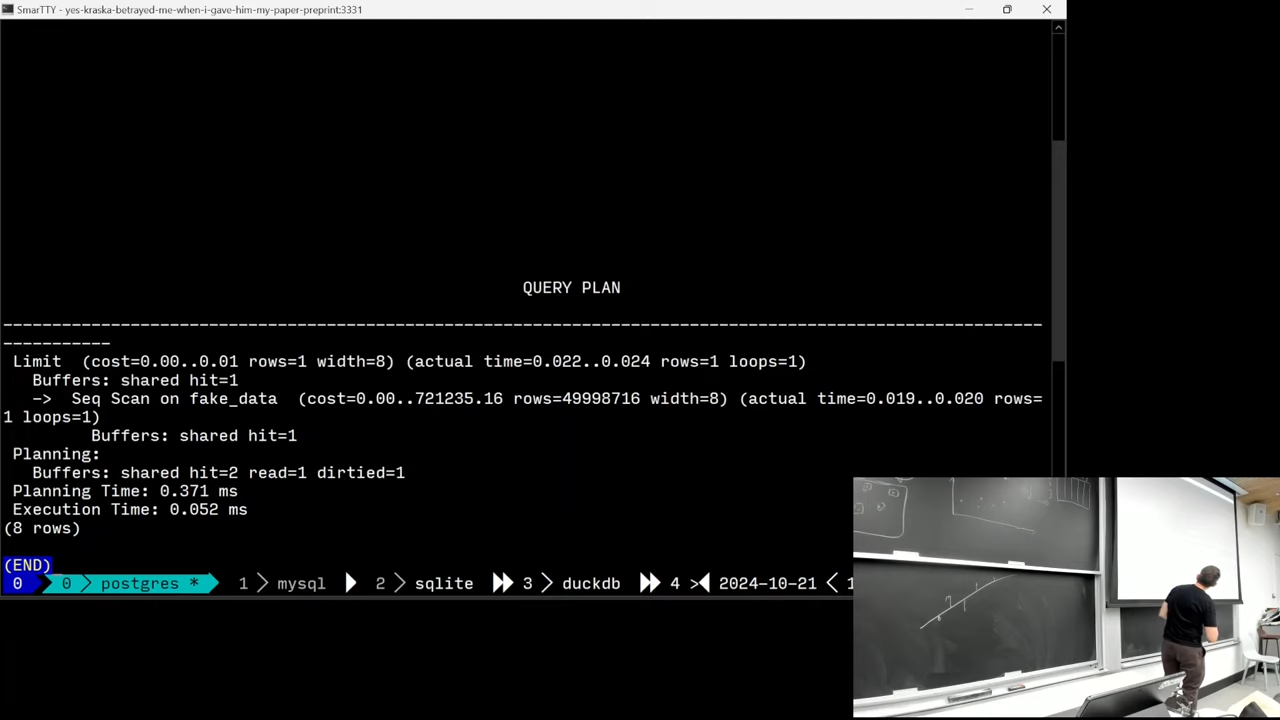 SmarTTY - yes-kraska-betrayed-me-when-i-gave-him-my-paper-preprint:3331
QUERY PLAN
----------------------------------------------------------------------------------------------------------
-----------
Limit  (cost=0.00..0.01 rows=1 width=8) (actual time=0.022..0.024 rows=1 loops=1)
Buffers: shared hit=1
->  Seq Scan on fake_data  (cost=0.00..721235.16 rows=49998716 width=8) (actual time=0.019..0.020 rows=
1 loops=1)
Buffers: shared hit=1
Planning:
Buffers: shared hit=2 read=1 dirtied=1
Planning Time: 0.371 ms
Execution Time: 0.052 ms
(8 rows)
(END)
0 0 postgres * 1 mysql 2 sqlite 3 duckdb 4 2024-10-21 1